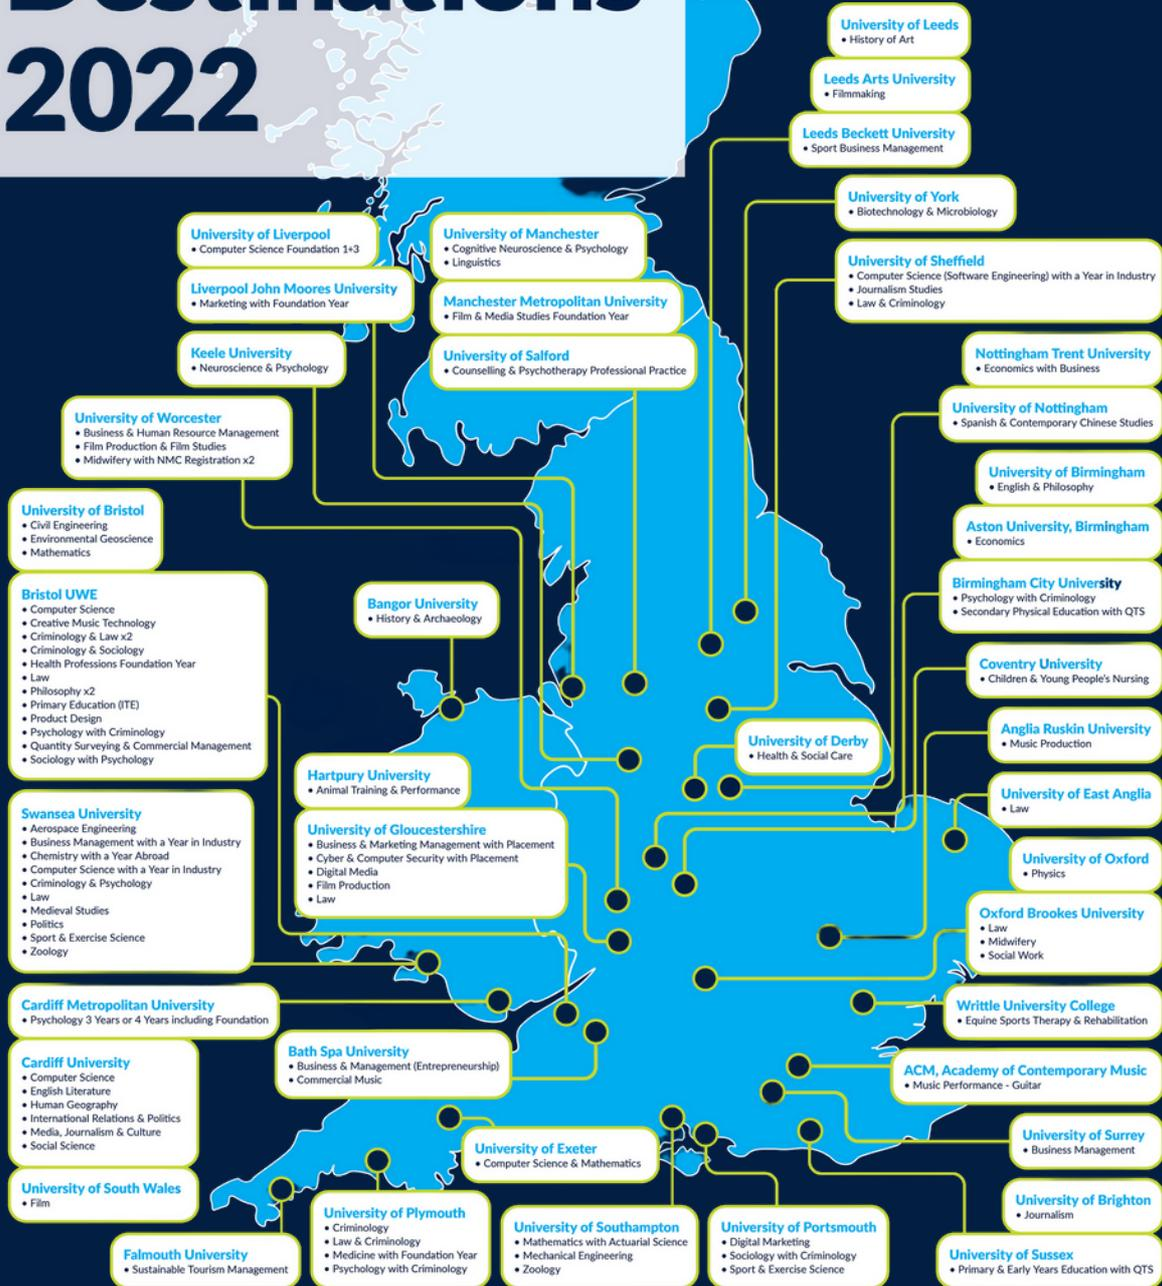 Destinations
2022
University of Leeds
• History of Art
Leeds Arts University
• Filmmaking
Leeds Beckett University
• Sport Business Management
University of York
• Biotechnology & Microbiology
University of Liverpool
• Computer Science Foundation 1+3
Liverpool John Moores University
• Marketing with Foundation Year
Keele University
• Neuroscience & Psychology
University of Manchester
• Cognitive Neuroscience & Psychology
• Linguistics
Manchester Metropolitan University
• Film & Media Studies Foundation Year
University of Salford
• Counselling & Psychotherapy Professional Practice
University of Sheffield
• Computer Science (Software Engineering) with a Year in Industry
• Journalism Studies
• Law & Criminology
Nottingham Trent University
• Economics with Business
University of Nottingham
• Spanish & Contemporary Chinese Studies
University of Worcester
• Business & Human Resource Management
• Film Production & Film Studies
• Midwifery with NMC Registration x2
University of Birmingham
• English & Philosophy
Aston University, Birmingham
• Economics
Birmingham City University
• Psychology with Criminology
• Secondary Physical Education with QTS
University of Bristol
• Civil Engineering
• Environmental Geoscience
• Mathematics
Bristol UWE
• Computer Science
• Creative Music Technology
• Criminology & Law x2
• Criminology & Sociology
• Health Professions Foundation Year
• Law
• Philosophy x2
• Primary Education (ITE)
• Product Design
• Psychology with Criminology
• Quantity Surveying & Commercial Management
• Sociology with Psychology
Bangor University
• History & Archaeology
Coventry University
• Children & Young People's Nursing
Anglia Ruskin University
• Music Production
University of Derby
• Health & Social Care
University of East Anglia
• Law
Hartpury University
• Animal Training & Performance
University of Gloucestershire
• Business & Marketing Management with Placement
• Cyber & Computer Security with Placement
• Digital Media
• Film Production
• Law
Swansea University
• Aerospace Engineering
• Business Management with a Year in Industry
• Chemistry with a Year Abroad
• Computer Science with a Year in Industry
• Criminology & Psychology
• Law
• Medieval Studies
• Politics
• Sport & Exercise Science
• Zoology
University of Oxford
• Physics
Oxford Brookes University
• Law
• Midwifery
• Social Work
Cardiff Metropolitan University
• Psychology 3 Years or 4 Years including Foundation
Writtle University College
• Equine Sports Therapy & Rehabilitation
Cardiff University
• Computer Science
• English Literature
• Human Geography
• International Relations & Politics
• Media, Journalism & Culture
• Social Science
Bath Spa University
• Business & Management (Entrepreneurship)
• Commercial Music
ACM, Academy of Contemporary Music
• Music Performance - Guitar
University of Exeter
• Computer Science & Mathematics
University of Surrey
• Business Management
University of South Wales
• Film
University of Brighton
• Journalism
Falmouth University
• Sustainable Tourism Management
University of Plymouth
• Criminology
• Law & Criminology
• Medicine with Foundation Year
• Psychology with Criminology
University of Southampton
• Mathematics with Actuarial Science
• Mechanical Engineering
• Zoology
University of Portsmouth
• Digital Marketing
• Sociology with Criminology
• Sport & Exercise Science
University of Sussex
• Primary & Early Years Education with QTS